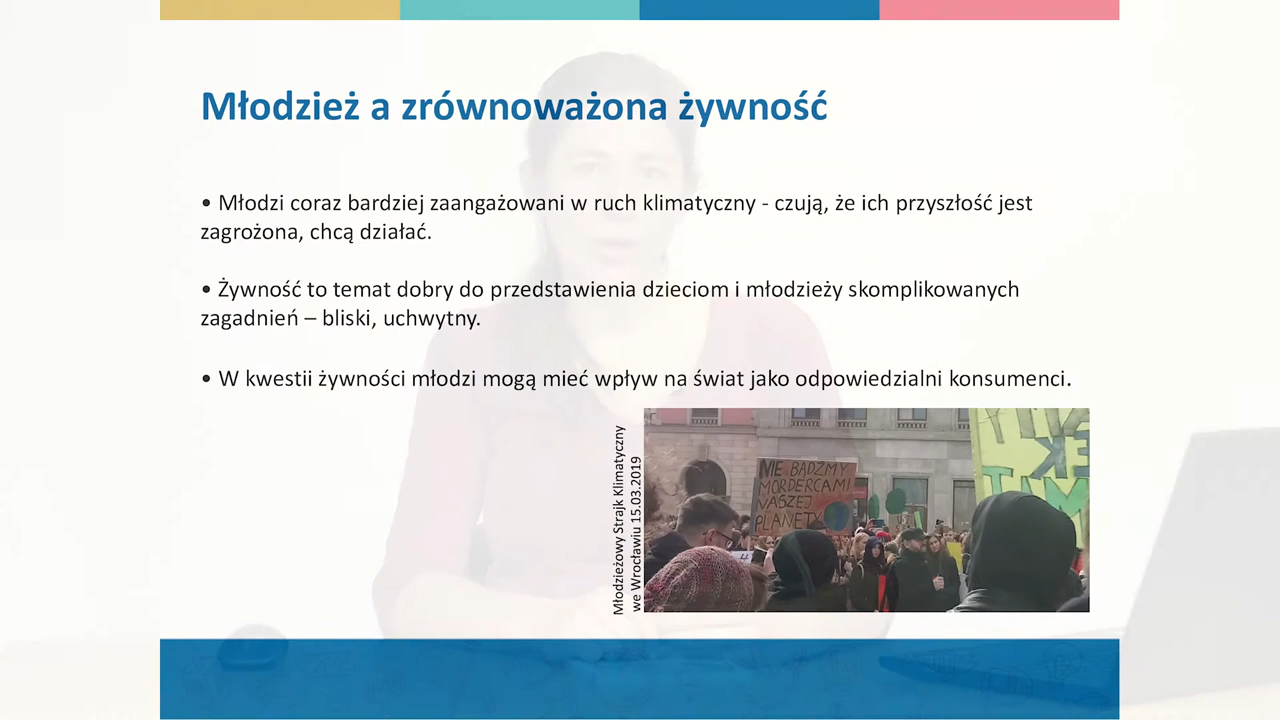 Młodzież a zrównoważona żywność
• Młodzi coraz bardziej zaangażowani w ruch klimatyczny - czują, że ich przyszłość jest
zagrożona, chcą działać.
• Żywność to temat dobry do przedstawienia dzieciom i młodzieży skomplikowanych
zagadnień – bliski, uchwytny.
• W kwestii żywności młodzi mogą mieć wpływ na świat jako odpowiedzialni konsumenci.
Młodzieżowy Strajk Klimatyczny
we Wrocławiu 15.03.2019
NIE BĄDŹMY
MORDERCAMI
NASZEJ
PLANETY